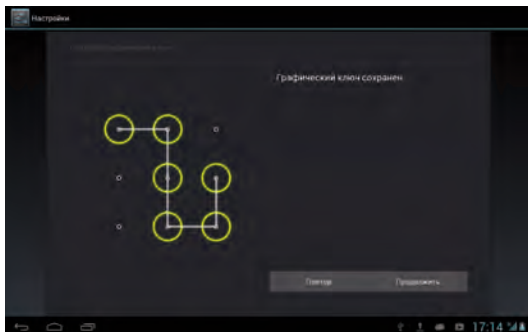 Настройки
Графический ключ сохранен
Повтор
Продолжить
17:14